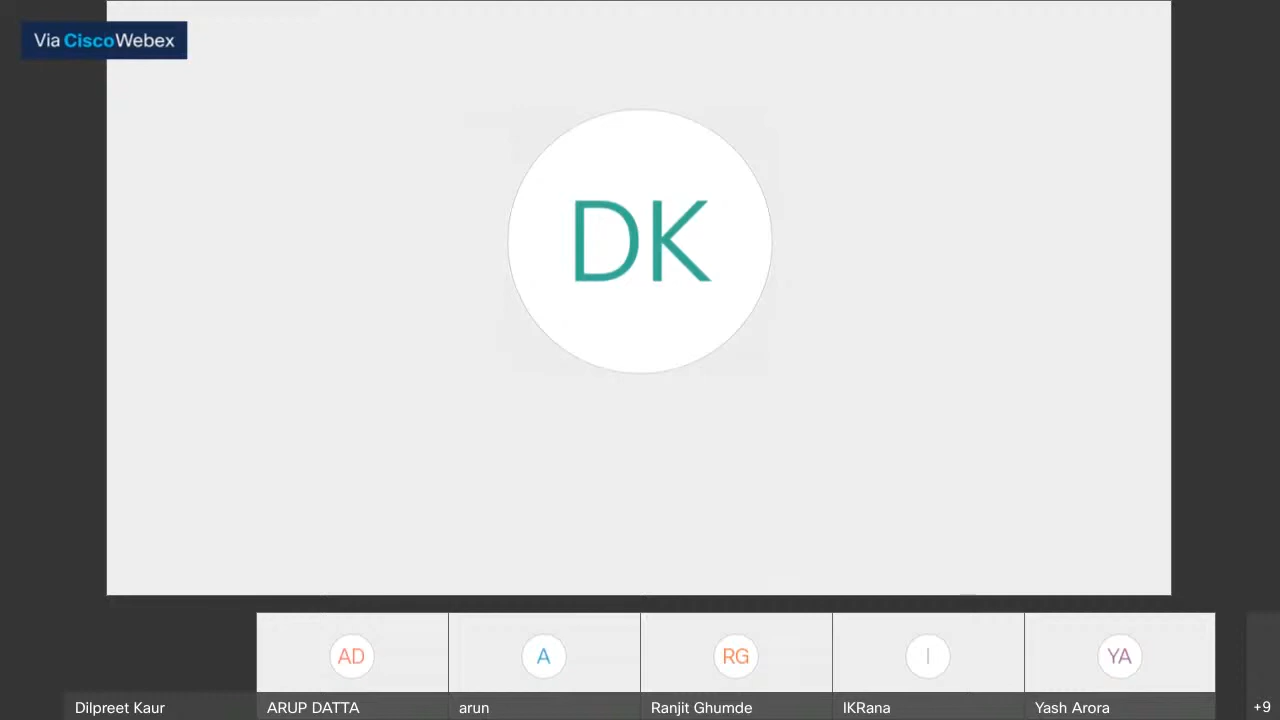 Via CiscoWebex
DK
AD
A
RG
I
YA
Dilpreet Kaur
ARUP DATTA
arun
Ranjit Ghumde
IKRana
Yash Arora
+9